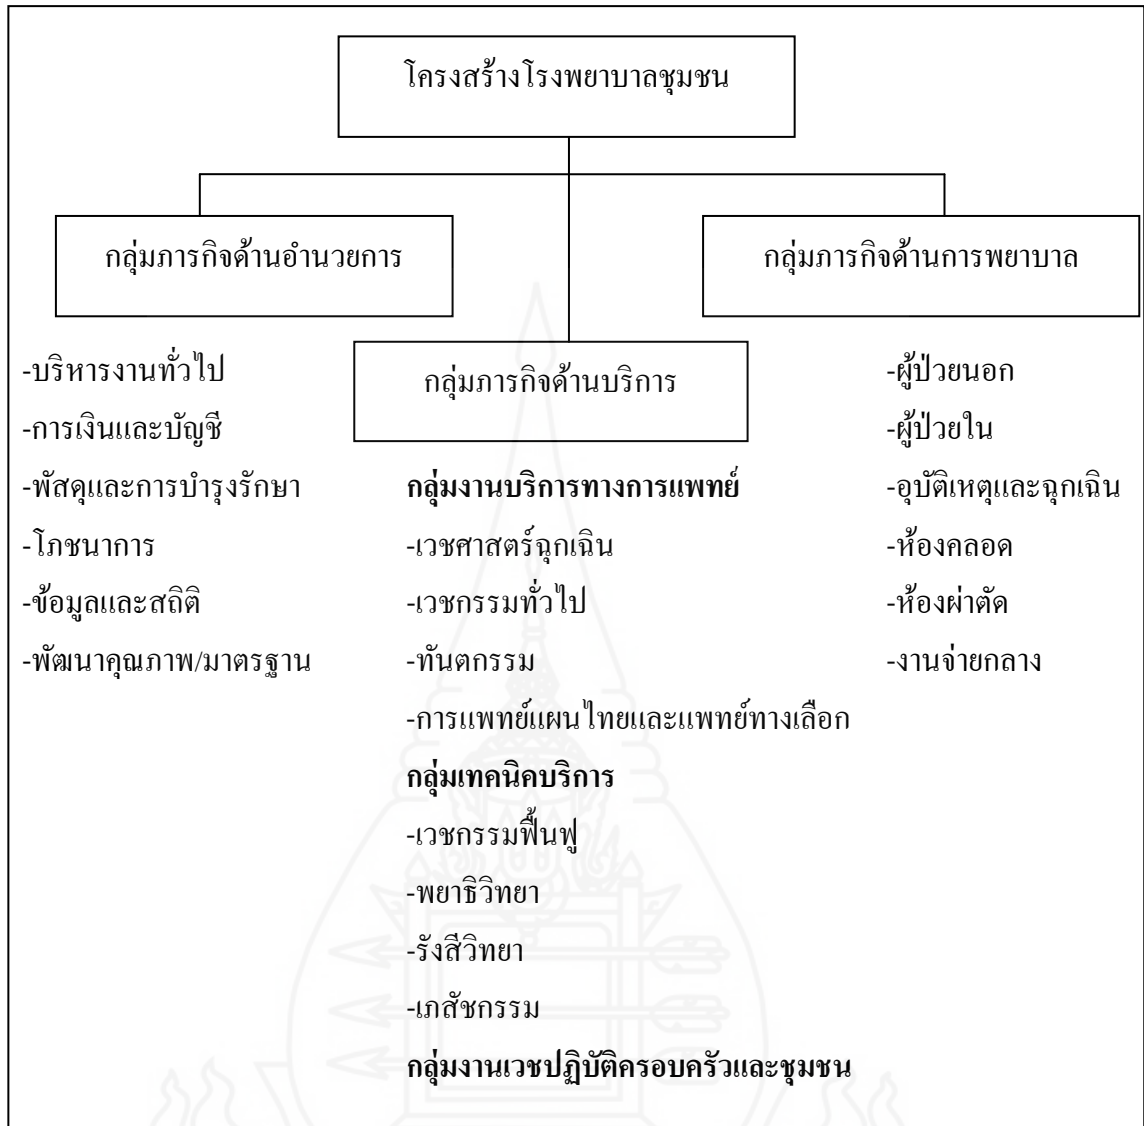 โครงสร้างโรงพยาบาลชุมชน
กลุ่มภารกิจด้านอำนวยการ
-บริหารงานทั่วไป
-การเงินและบัญชี
-พัสดุและการบำรุงรักษา
-โภชนาการ
-ข้อมูลและสถิติ
-พัฒนาคุณภาพ/มาตรฐาน
กลุ่มภารกิจด้านบริการ
กลุ่มงานบริการทางการแพทย์
-เวชศาสตร์ฉุกเฉิน
-เวชกรรมทั่วไป
-ทันตกรรม
-การแพทย์แผนไทยและแพทย์ทางเลือก
กลุ่มเทคนิคบริการ
-เวชกรรมฟื้นฟู
-พยาธิวิทยา
-รังสีวิทยา
-เภสัชกรรม
กลุ่มงานเวชปฏิบัติครอบครัวและชุมชน
กลุ่มภารกิจด้านการพยาบาล
-ผู้ป่วยนอก
-ผู้ป่วยใน
-อุบัติเหตุและฉุกเฉิน
-ห้องคลอด
-ห้องผ่าตัด
-งานจ่ายกลาง